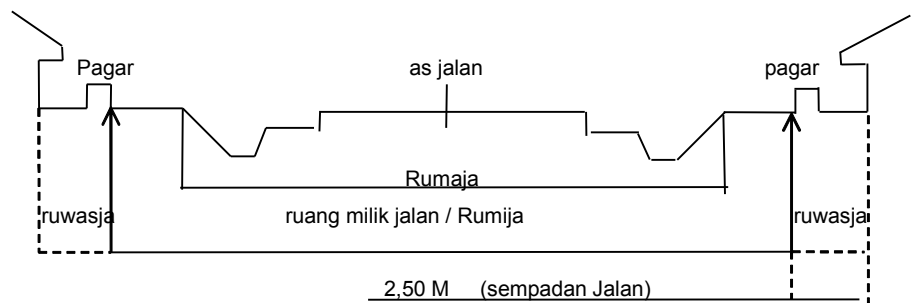 Pagar as jalan pagar
Rumaja
ruwasja ruang milik jalan / Rumija ruwasja
2,50 M (sempadan Jalan)